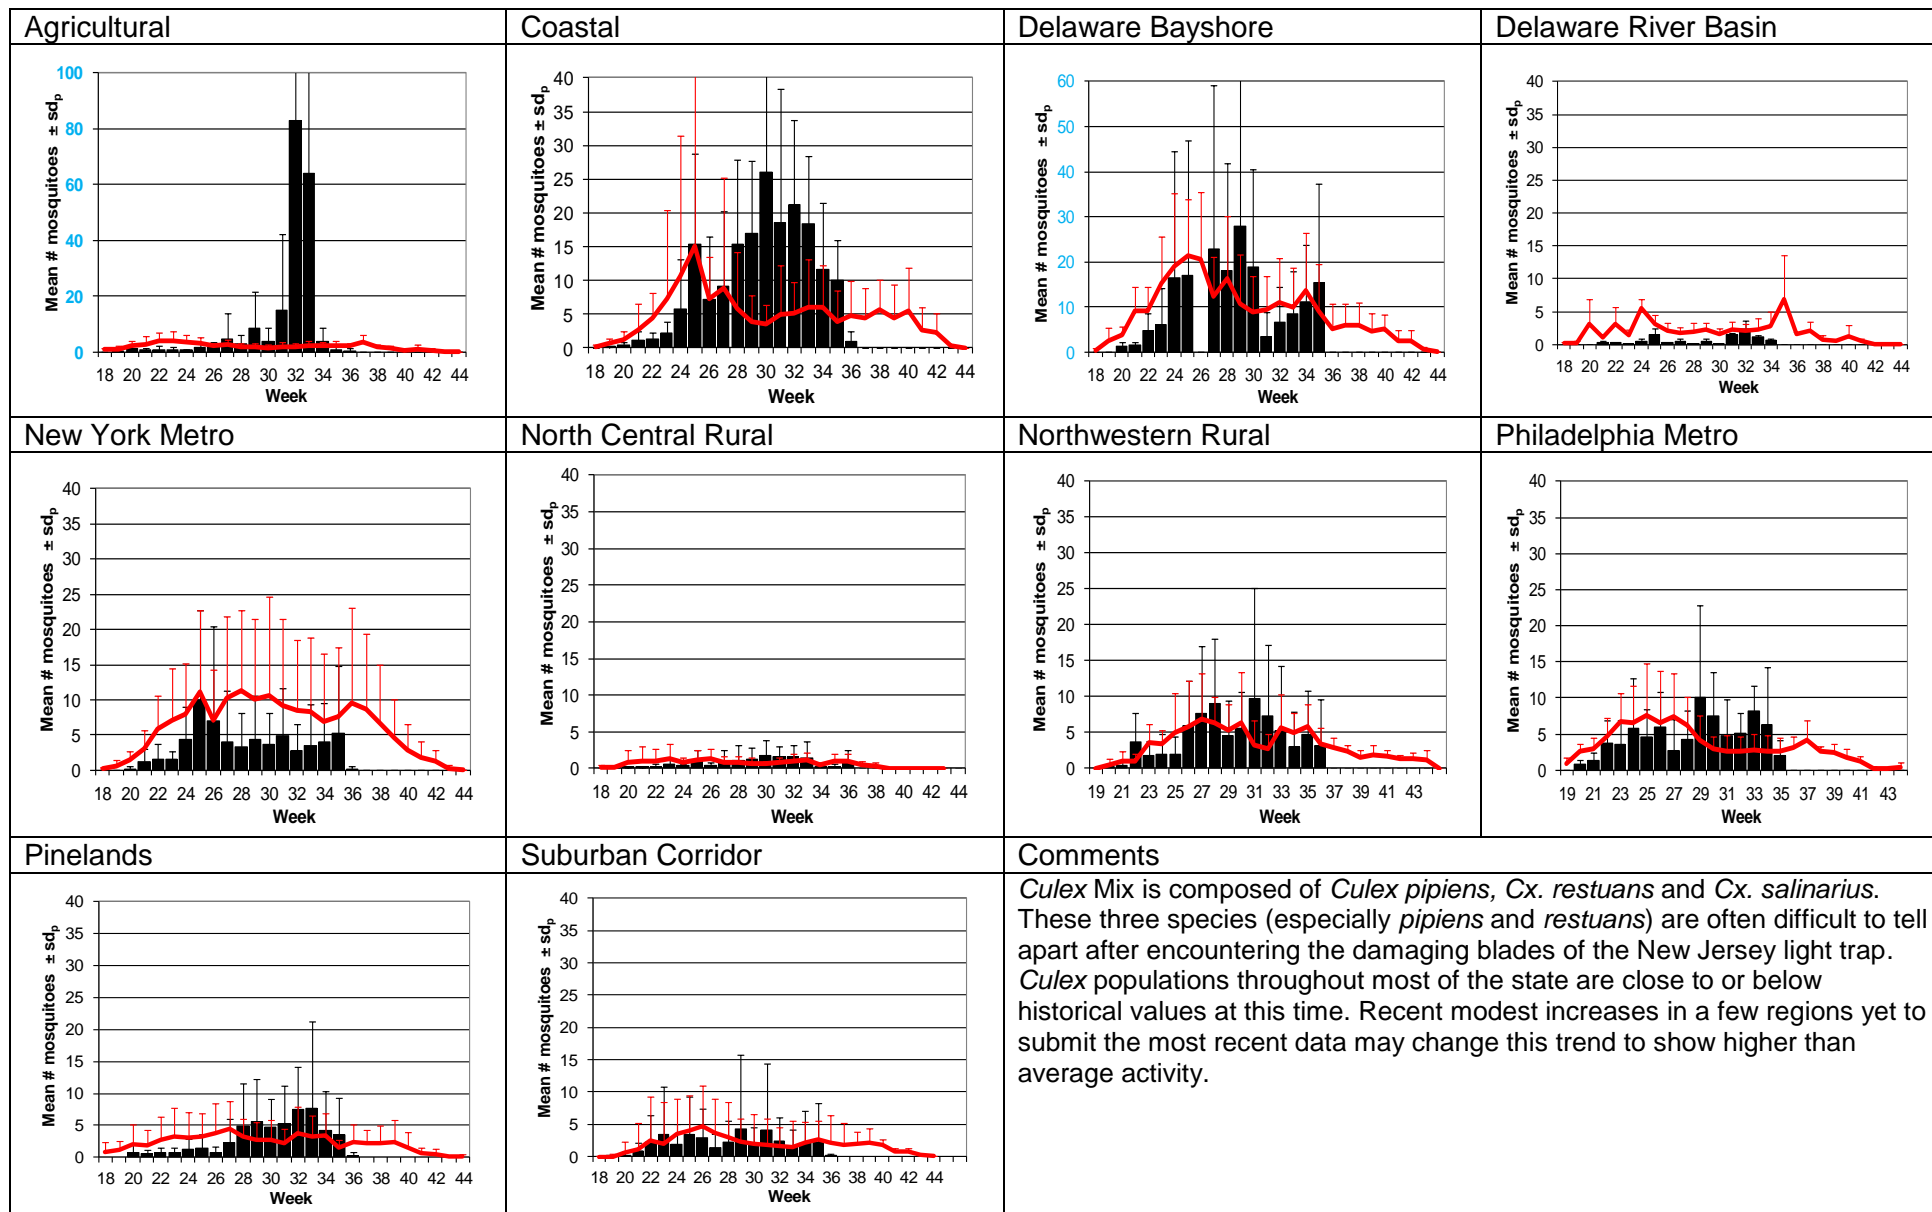 Agricultural
Coastal
Delaware Bayshore
Delaware River Basin
Mean # mosquitoes ± sdp
100
80
60
40
20
0
18 20 22 24 26 28 30 32 34 36 38 40 42 44
Week
Mean # mosquitoes ± sdp
40
35
30
25
20
15
10
5
0
18 20 22 24 26 28 30 32 34 36 38 40 42 44
Week
Mean # mosquitoes ± sdp
60
50
40
30
20
10
0
18 20 22 24 26 28 30 32 34 36 38 40 42 44
Week
Mean # mosquitoes ± sdp
40
35
30
25
20
15
10
5
0
18 20 22 24 26 28 30 32 34 36 38 40 42 44
Week
New York Metro
North Central Rural
Northwestern Rural
Philadelphia Metro
Mean # mosquitoes ± sdp
40
35
30
25
20
15
10
5
0
18 20 22 24 26 28 30 32 34 36 38 40 42 44
Week
Mean # mosquitoes ± sdp
40
35
30
25
20
15
10
5
0
18 20 22 24 26 28 30 32 34 36 38 40 42 44
Week
Mean # mosquitoes ± sdp
40
35
30
25
20
15
10
5
0
19 21 23 25 27 29 31 33 35 37 39 41 43
Week
Mean # mosquitoes ± sdp
40
35
30
25
20
15
10
5
0
19 21 23 25 27 29 31 33 35 37 39 41 43
Week
Pinelands
Suburban Corridor
Comments
Mean # mosquitoes ± sdp
40
35
30
25
20
15
10
5
0
18 20 22 24 26 28 30 32 34 36 38 40 42 44
Week
Mean # mosquitoes ± sdp
40
35
30
25
20
15
10
5
0
18 20 22 24 26 28 30 32 34 36 38 40 42 44
Week
Culex Mix is composed of Culex pipiens, Cx. restuans and Cx. salinarius.
These three species (especially pipiens and restuans) are often difficult to tell
apart after encountering the damaging blades of the New Jersey light trap.
Culex populations throughout most of the state are close to or below
historical values at this time. Recent modest increases in a few regions yet to
submit the most recent data may change this trend to show higher than
average activity.